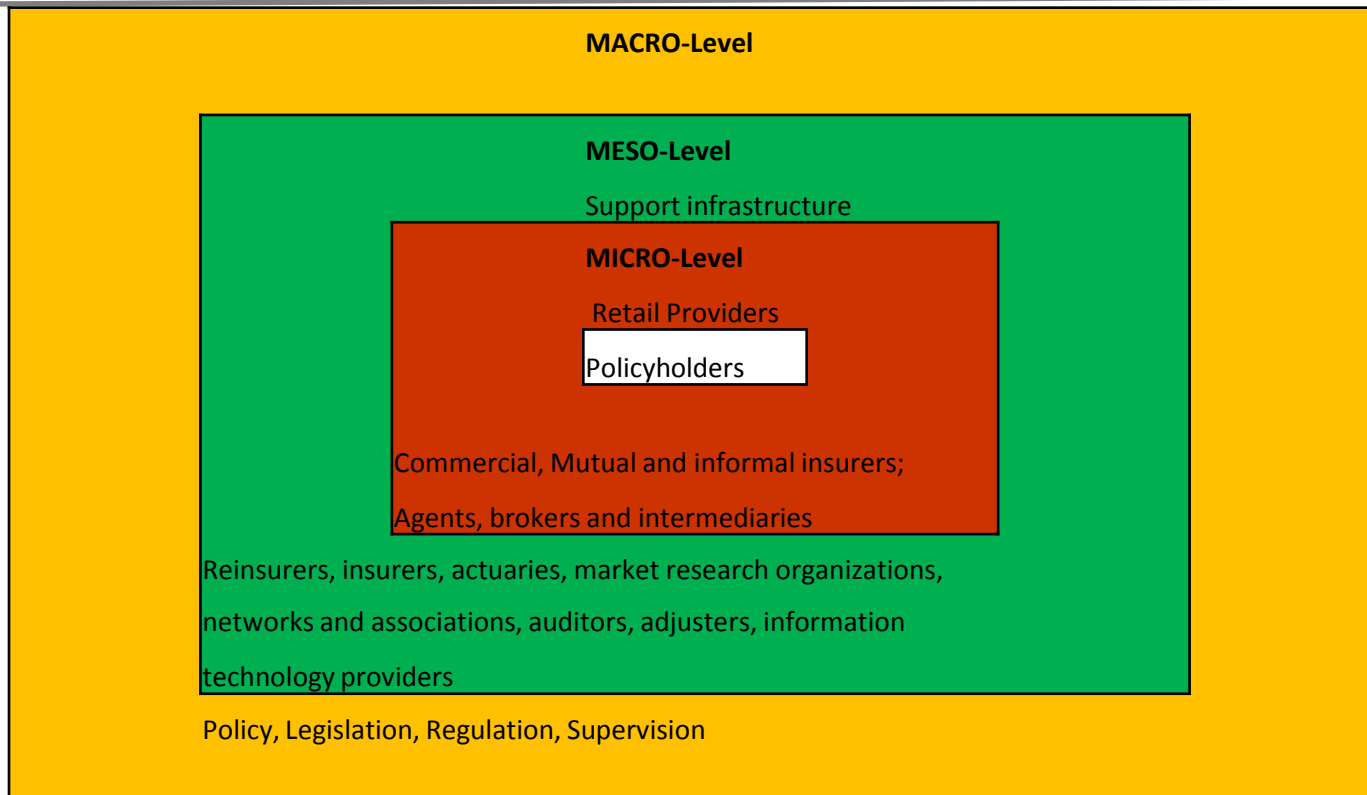 MACRO-Level
MESO-Level
Support infrastructure
MICRO-Level
Retail Providers
Policyholders
Commercial, Mutual and informal insurers;
Agents, brokers and intermediaries
Reinsurers, insurers, actuaries, market research organizations,
networks and associations, auditors, adjusters, information
technology providers
Policy, Legislation, Regulation, Supervision